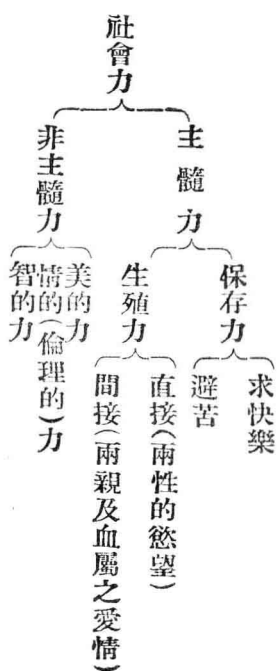 社會力
主髓力
保存力
求快樂
避苦
生殖力
直接(兩性的慾望)
間接(兩親及血屬之愛情)
非主髓力
美的力
情的(倫理的)力
智的力